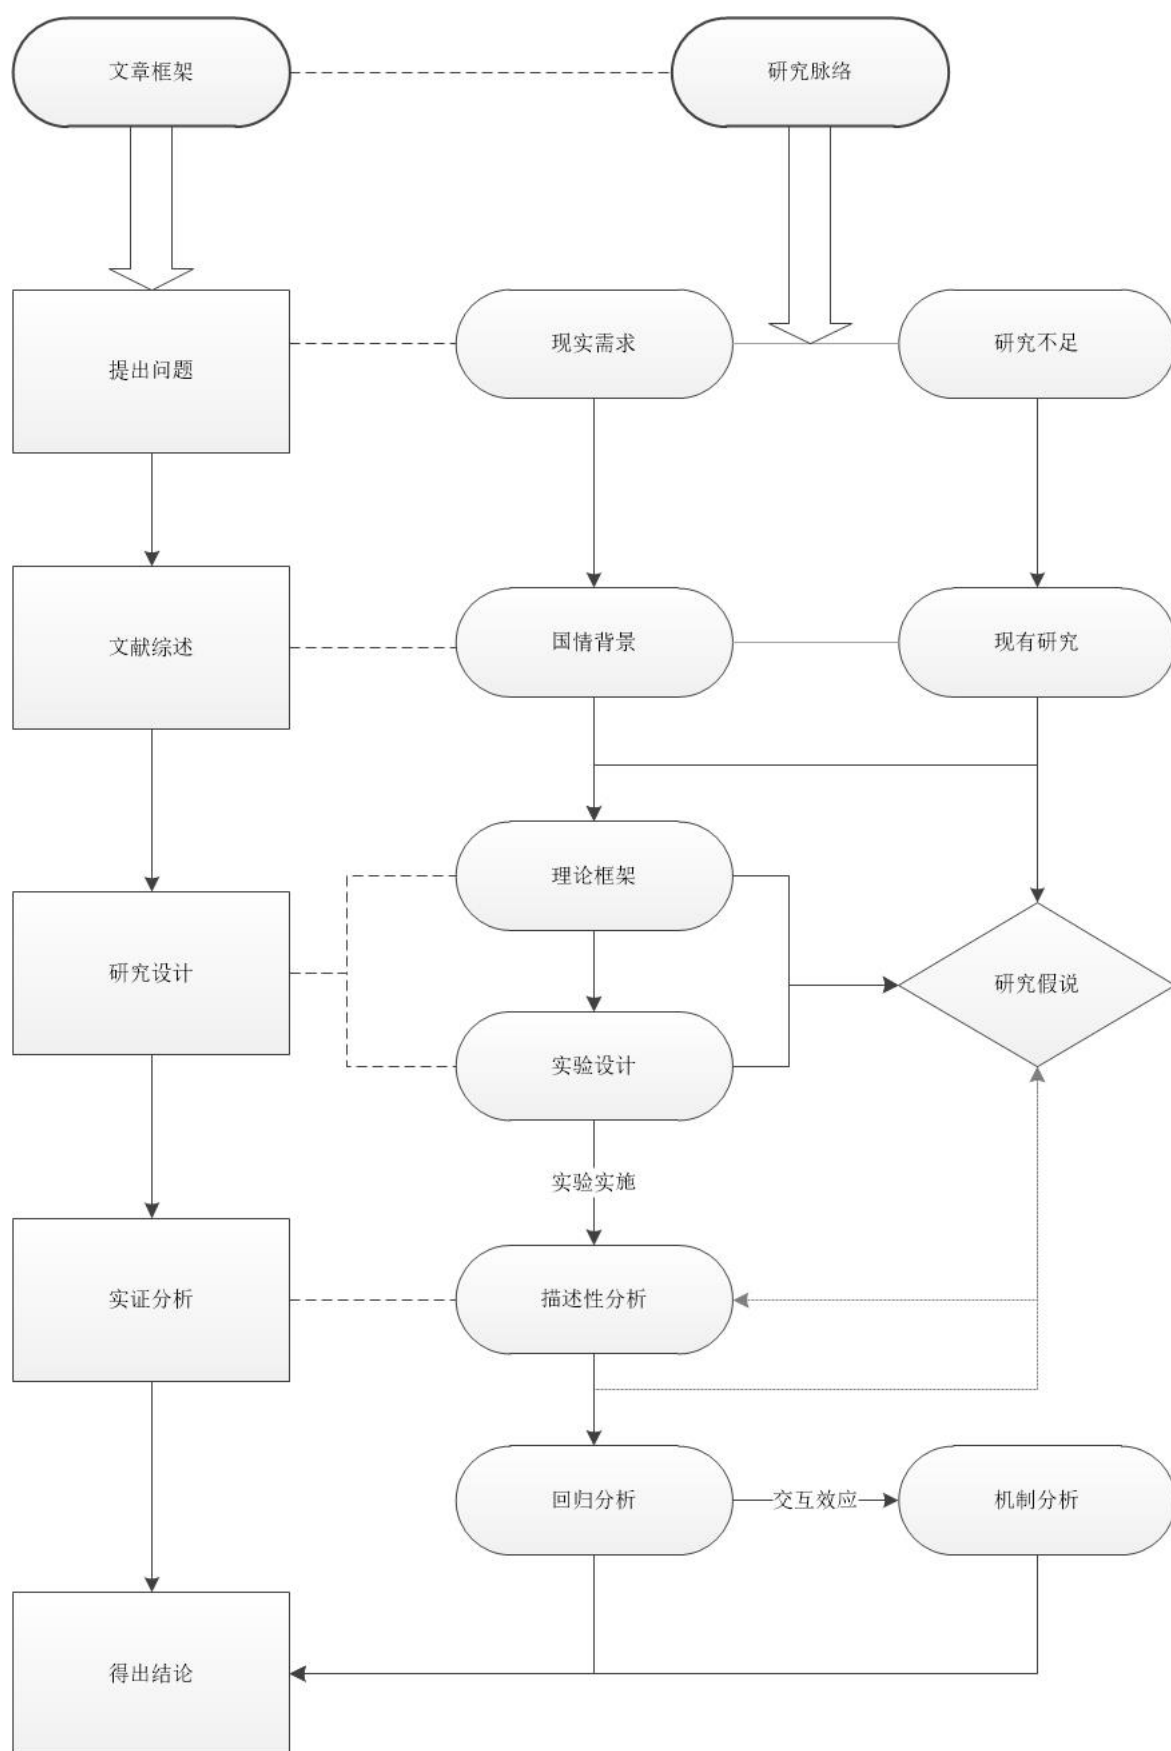 文章框架
研究脉络
提出问题
现实需求
研究不足
文献综述
国情背景
现有研究
理论框架
研究设计
研究假说
实验设计
实验实施
实证分析
描述性分析
回归分析
交互效应
机制分析
得出结论